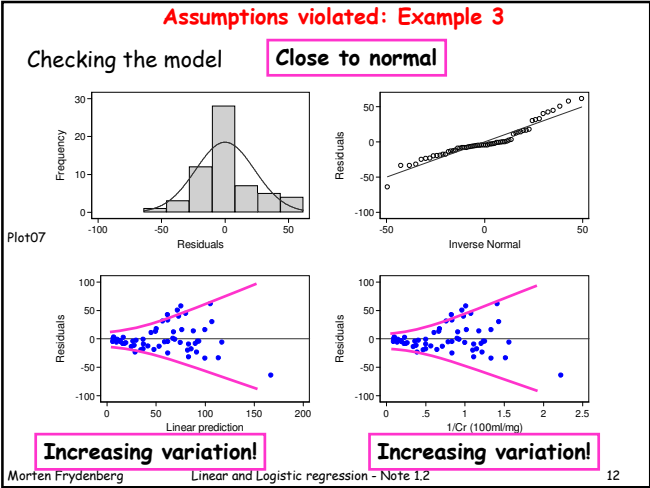 Assumptions violated: Example 3
Checking the model
Close to normal
Frequency
30
20
10
0
-100
-50
0
50
Residuals
Residuals
50
0
-50
-100
-50
0
50
Inverse Normal
Plot07
Residuals
100
50
0
-50
-100
0
50
100
150
200
Linear prediction
Residuals
100
50
0
-50
-100
0
.5
1
1.5
2
2.5
1/Cr (100ml/mg)
Increasing variation!
Increasing variation!
Morten Frydenberg
Linear and Logistic regression - Note 1,2
12